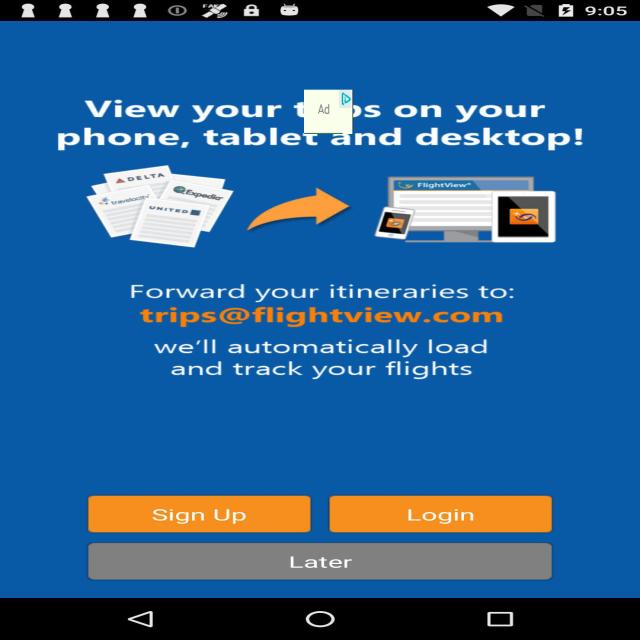 9:05
View your t ps on your
Ad
phone, tablet and desktop!
DELTA
Expedia
travelocity
UNITED
FlightView
Forward your itineraries to:
trips@flightview.com
we'll automatically load
and track your flights
Sign Up
Login
Later